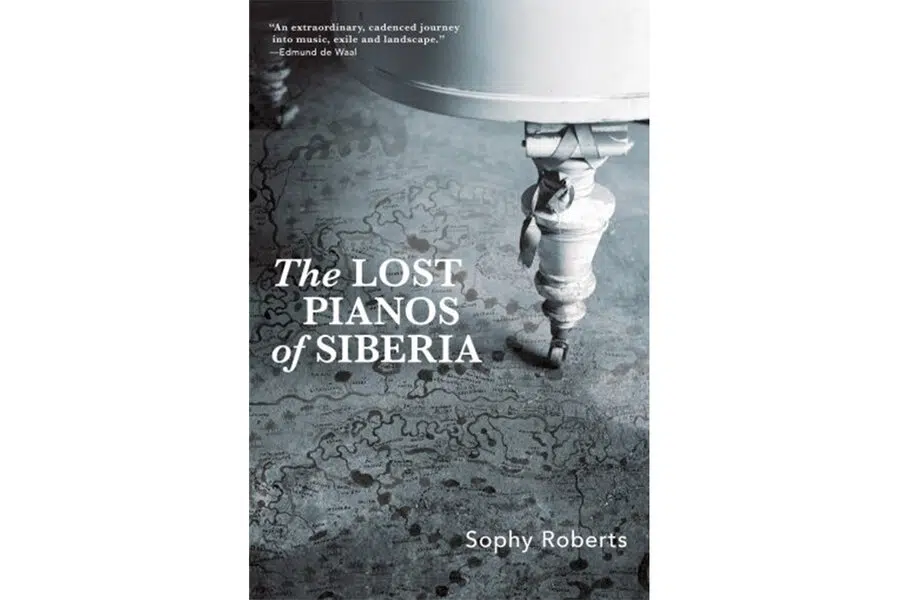 “An extraordinary, cadenced journey
into music, exile and landscape.”
—Edmund de Waal
The LOST
PIANOS
of SIBERIA
Sophy Roberts